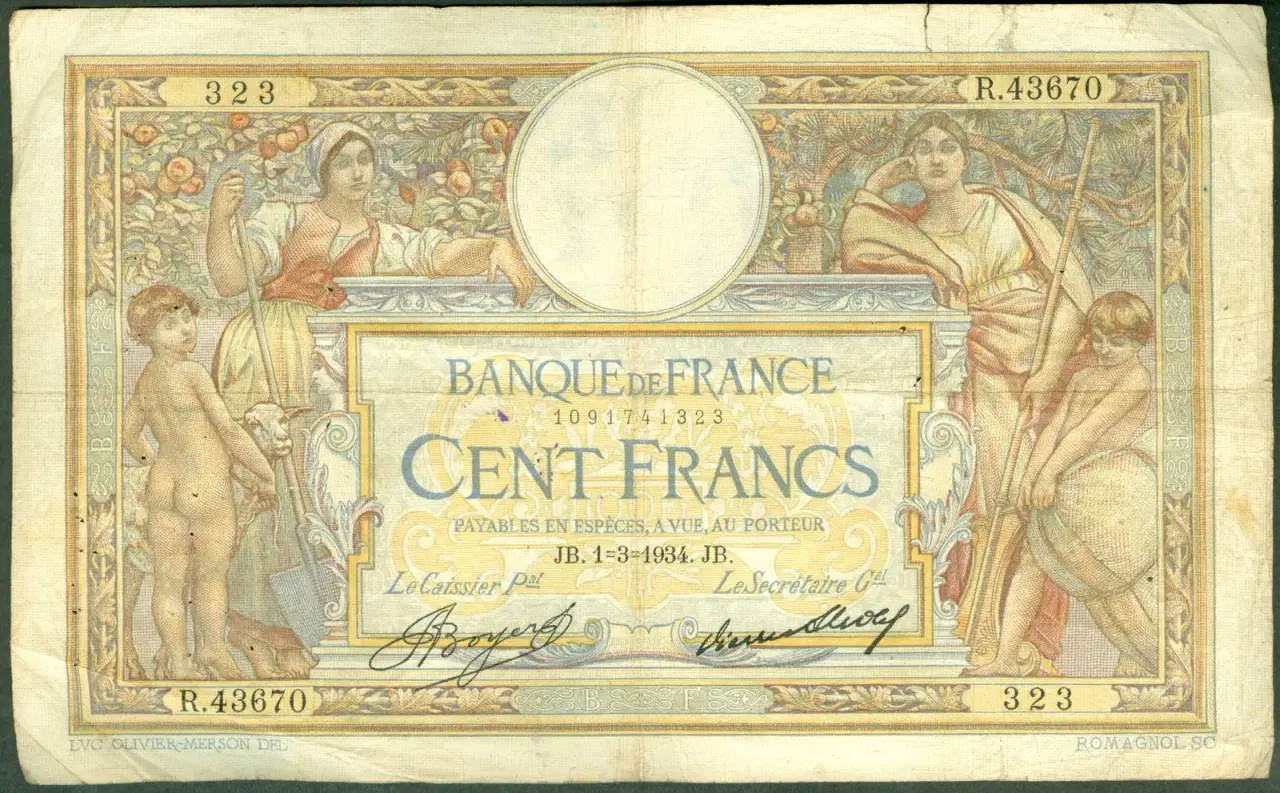 323 R.43670
BANQUE DE FRANCE
1091741323
CENT FRANCS
PAYABLES EN ESPÈCES, A VUE, AU PORTEUR
JB. 1=3=1934. JB.
Le Caissier Pal Le Secrétaire Gél
A Boyer
R.43670 B F 323
LVC OLIVIER-MERSON DEL ROMAGNOL SC
B F
B F